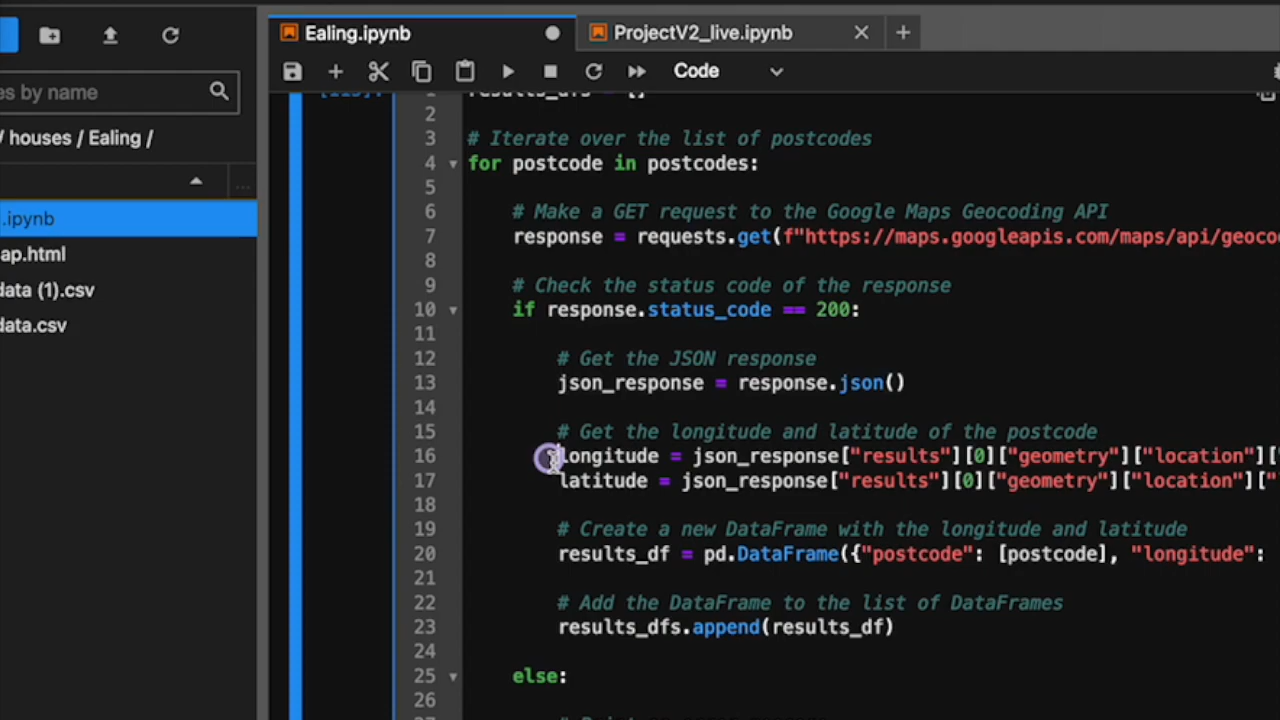 Ealing.ipynb
ProjectV2_live.ipynb
Code
es by name
/ houses / Ealing /
...
.ipynb
ap.html
data (1).csv
data.csv
results_dfs = []
2
3 # Iterate over the list of postcodes
4 for postcode in postcodes:
5
6 # Make a GET request to the Google Maps Geocoding API
7 response = requests.get(f"https://maps.googleapis.com/maps/api/geoco
8
9 # Check the status code of the response
10 if response.status_code == 200:
11
12 # Get the JSON response
13 json_response = response.json()
14
15 # Get the longitude and latitude of the postcode
16 longitude = json_response["results"][0]["geometry"]["location"]["
17 latitude = json_response["results"][0]["geometry"]["location"]["
18
19 # Create a new DataFrame with the longitude and latitude
20 results_df = pd.DataFrame({"postcode": [postcode], "longitude":
21
22 # Add the DataFrame to the list of DataFrames
23 results_dfs.append(results_df)
24
25 else:
26